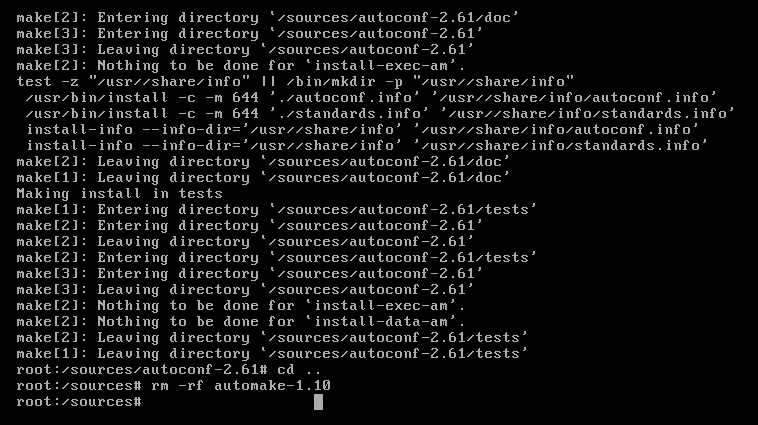 make[2]: Entering directory `/sources/autoconf-2.61/doc'
make[3]: Entering directory `/sources/autoconf-2.61'
make[3]: Leaving directory `/sources/autoconf-2.61'
make[2]: Nothing to be done for `install-exec-am'.
test -z "/usr//share/info" || /bin/mkdir -p "/usr//share/info"
/usr/bin/install -c -m 644 './autoconf.info' '/usr//share/info/autoconf.info'
/usr/bin/install -c -m 644 './standards.info' '/usr//share/info/standards.info'
install-info --info-dir='/usr//share/info' '/usr//share/info/autoconf.info'
install-info --info-dir='/usr//share/info' '/usr//share/info/standards.info'
make[2]: Leaving directory `/sources/autoconf-2.61/doc'
make[1]: Leaving directory `/sources/autoconf-2.61/doc'
Making install in tests
make[1]: Entering directory `/sources/autoconf-2.61/tests'
make[2]: Entering directory `/sources/autoconf-2.61'
make[2]: Leaving directory `/sources/autoconf-2.61'
make[2]: Entering directory `/sources/autoconf-2.61/tests'
make[3]: Entering directory `/sources/autoconf-2.61'
make[3]: Leaving directory `/sources/autoconf-2.61'
make[2]: Nothing to be done for `install-exec-am'.
make[2]: Nothing to be done for `install-data-am'.
make[2]: Leaving directory `/sources/autoconf-2.61/tests'
make[1]: Leaving directory `/sources/autoconf-2.61/tests'
root:/sources/autoconf-2.61# cd ..
root:/sources# rm -rf automake-1.10
root:/sources#